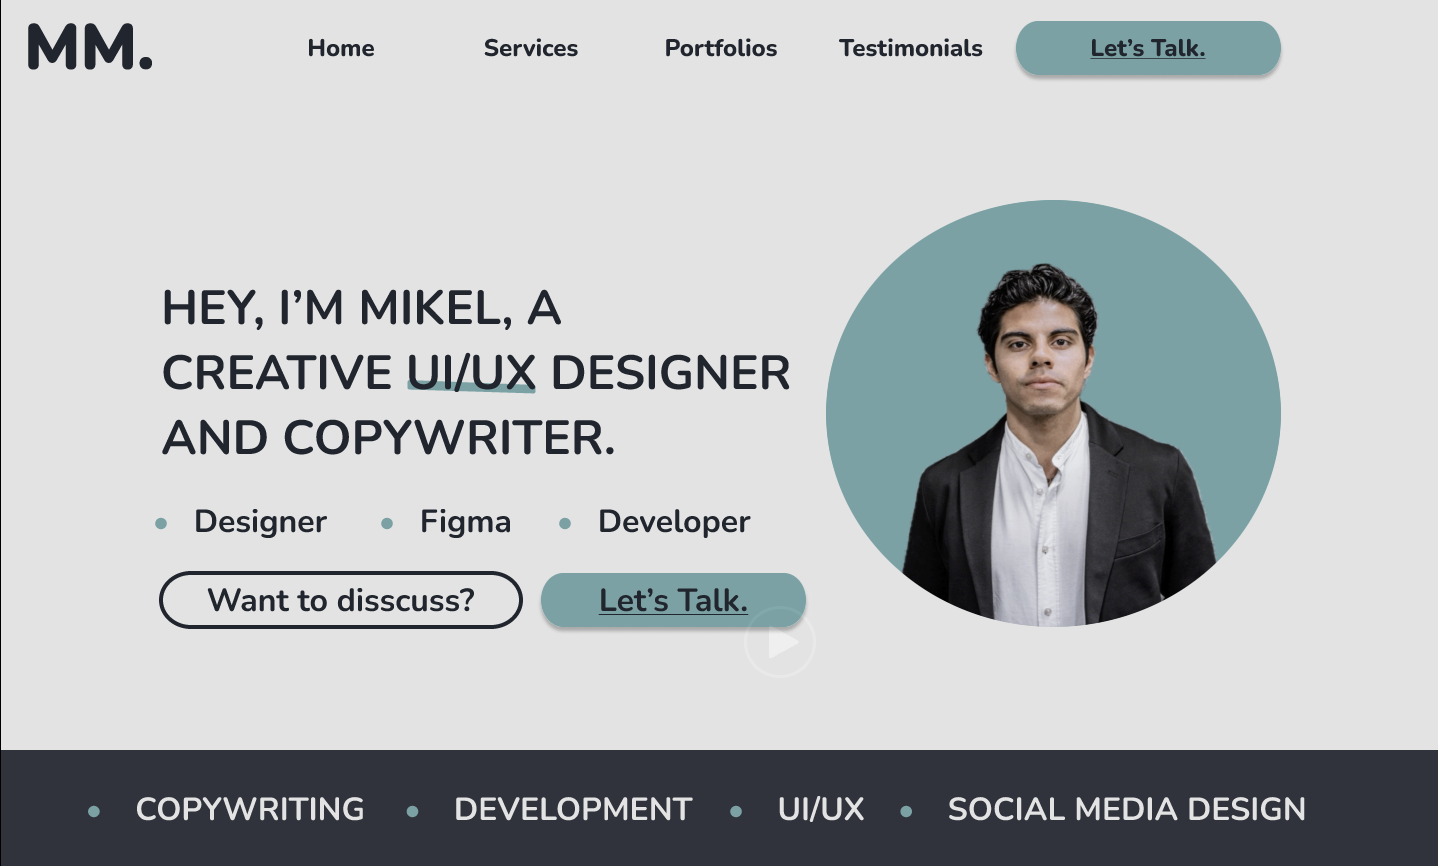 MM.
Home
Services
Portfolios
Testimonials
Let’s Talk.
HEY, I’M MIKEL, A
CREATIVE UI/UX DESIGNER
AND COPYWRITER.
• Designer • Figma • Developer
Want to disscuss?
Let’s Talk.
• COPYWRITING • DEVELOPMENT • UI/UX • SOCIAL MEDIA DESIGN